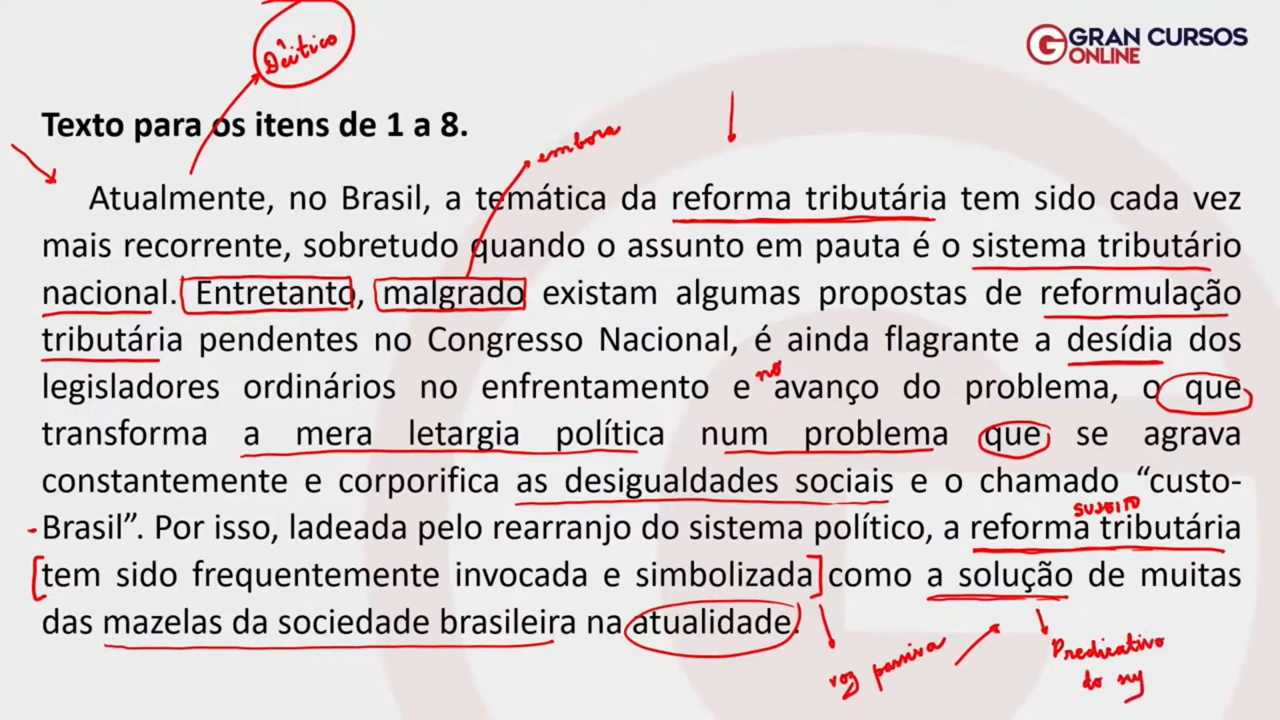 Dêitico
GRAN CURSOS
ONLINE
Texto para os itens de 1 a 8.
embora
Atualmente, no Brasil, a temática da reforma tributária tem sido cada vez
mais recorrente, sobretudo quando o assunto em pauta é o sistema tributário
nacional. Entretanto, malgrado existam algumas propostas de reformulação
tributária pendentes no Congresso Nacional, é ainda flagrante a desídia dos
no
legisladores ordinários no enfrentamento e avanço do problema, o que
transforma a mera letargia política num problema que se agrava
constantemente e corporifica as desigualdades sociais e o chamado “custo-
SUJEITO
-Brasil”. Por isso, ladeada pelo rearranjo do sistema político, a reforma tributária
[tem sido frequentemente invocada e simbolizada] como a solução de muitas
das mazelas da sociedade brasileira na atualidade.
voz passiva
Predicativo
do suj